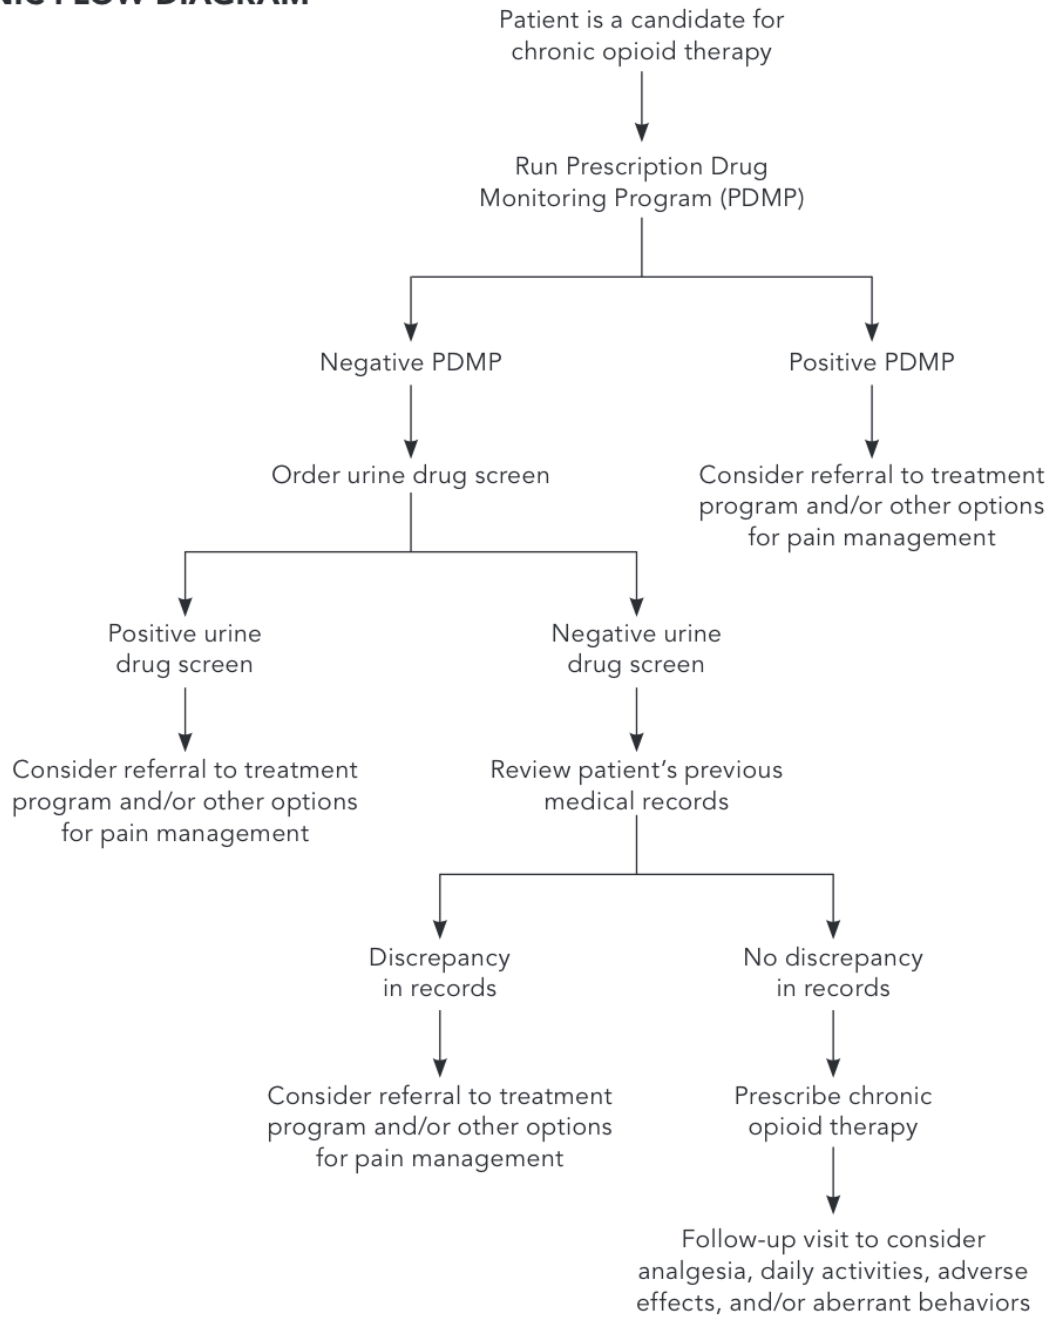 FLOW DIAGRAM
Patient is a candidate for
chronic opioid therapy
Run Prescription Drug
Monitoring Program (PDMP)
Negative PDMP
Positive PDMP
Order urine drug screen
Consider referral to treatment
program and/or other options
for pain management
Positive urine
drug screen
Negative urine
drug screen
Consider referral to treatment
program and/or other options
for pain management
Review patient's previous
medical records
Discrepancy
in records
No discrepancy
in records
Consider referral to treatment
program and/or other options
for pain management
Prescribe chronic
opioid therapy
Follow-up visit to consider
analgesia, daily activities, adverse
effects, and/or aberrant behaviors